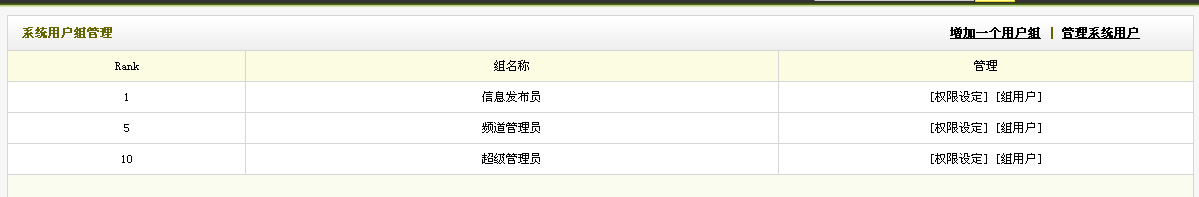 系统用户组管理 增加一个用户组 | 管理系统用户
Rank 组名称 管理
1 信息发布员 [权限设定] [组用户]
5 频道管理员 [权限设定] [组用户]
10 超级管理员 [权限设定] [组用户]